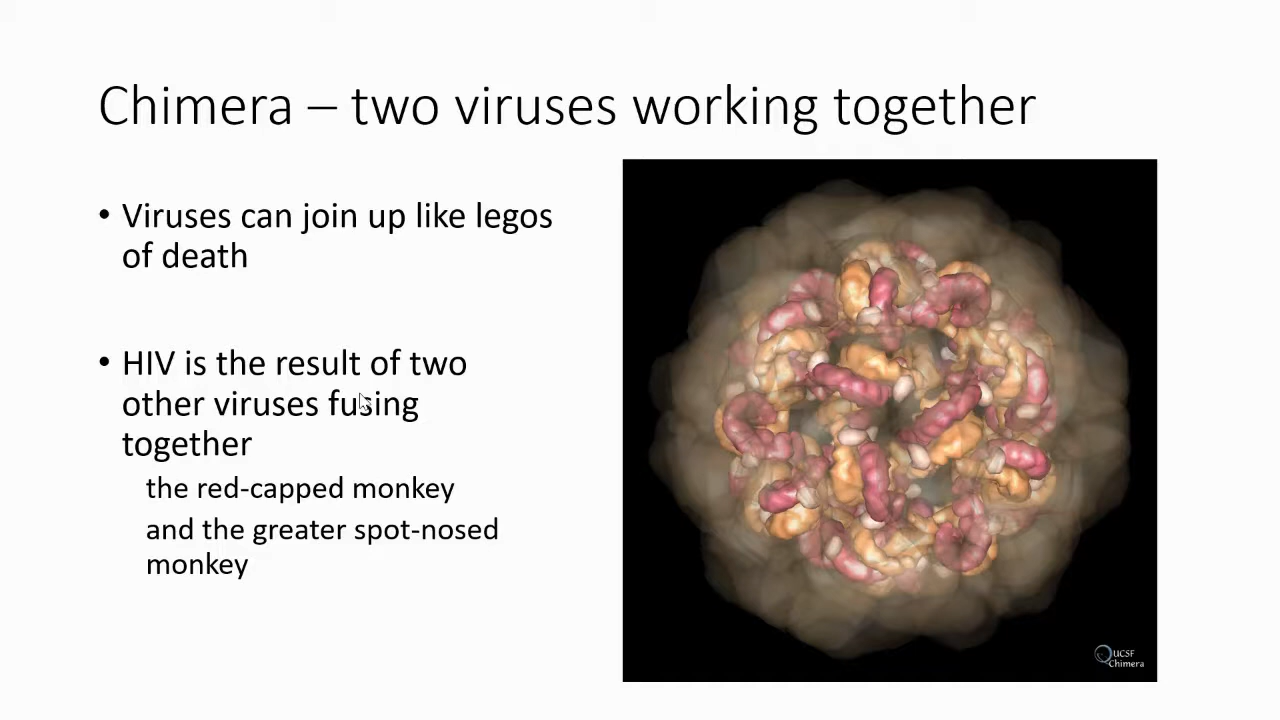 Chimera – two viruses working together
• Viruses can join up like legos
of death
• HIV is the result of two
other viruses fusing
together
the red-capped monkey
and the greater spot-nosed
monkey
UCSF
Chimera